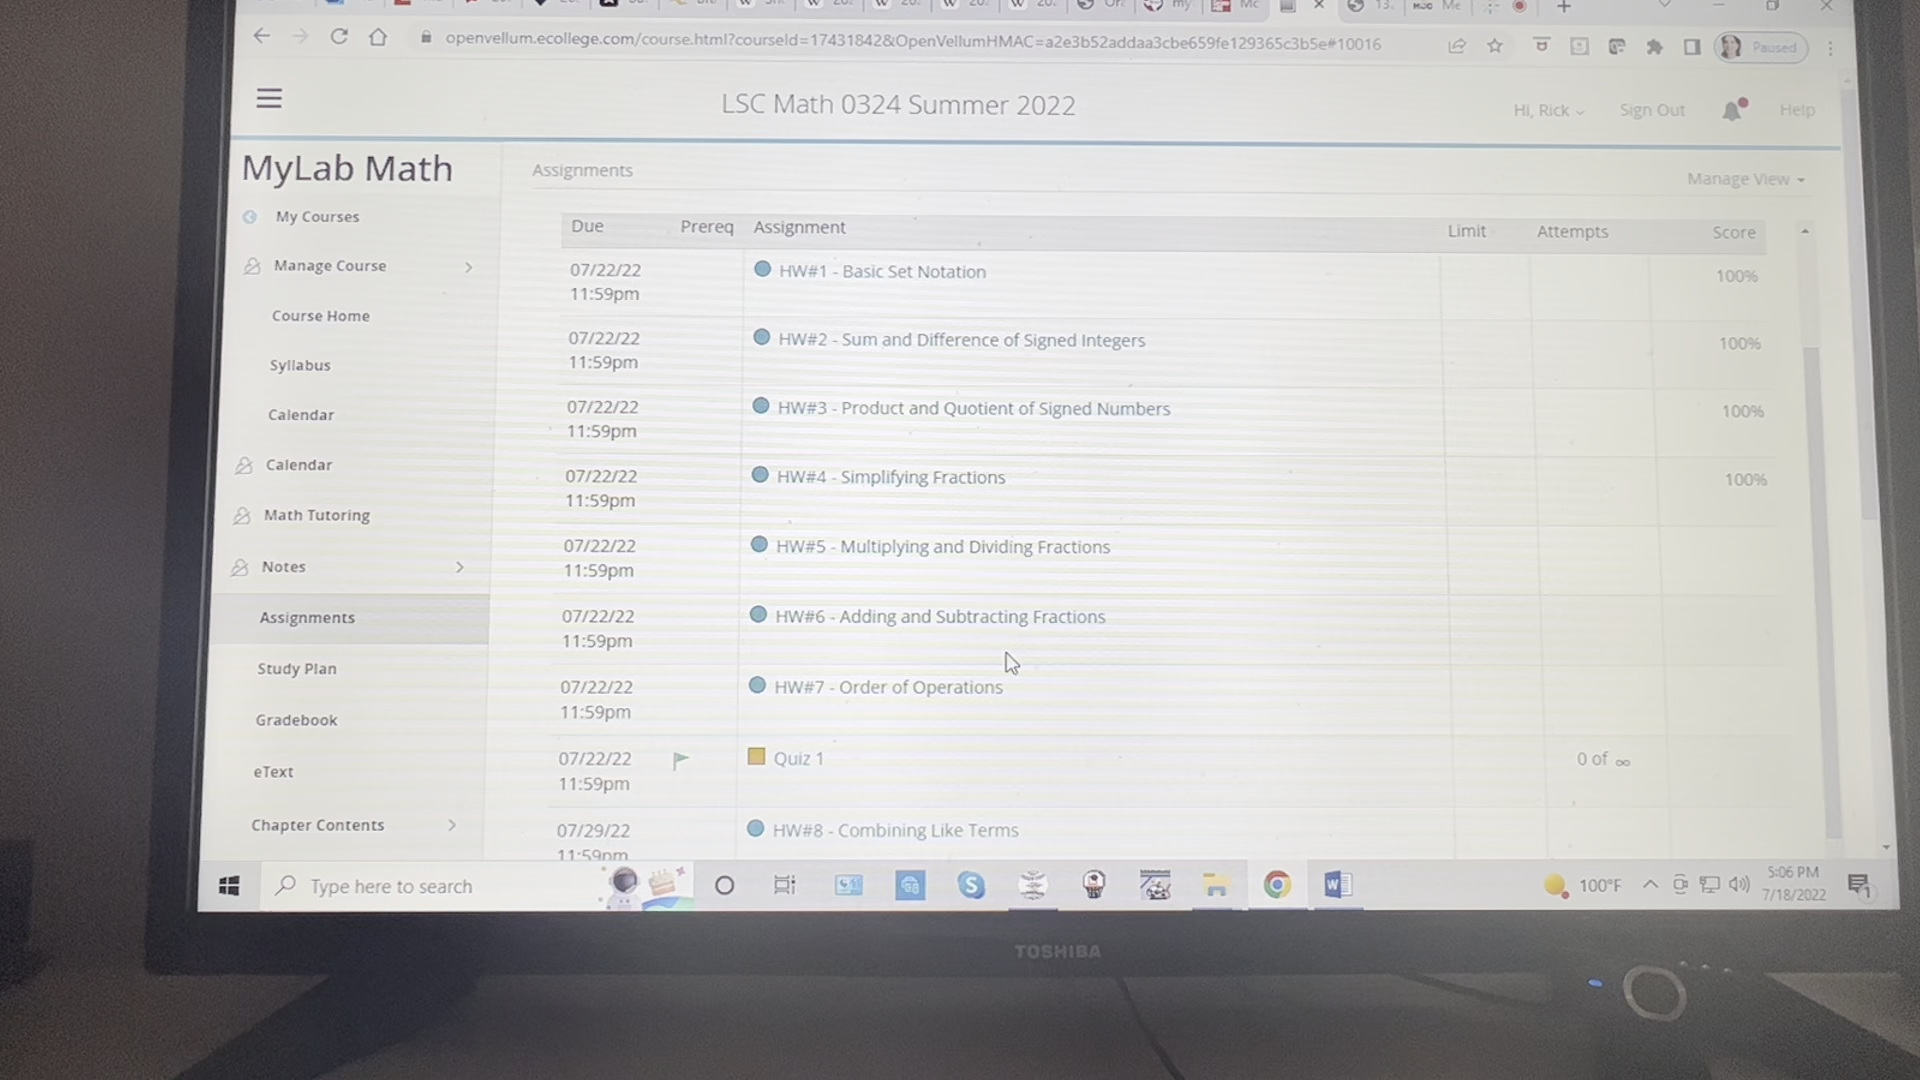 openvellum.ecollege.com/course.html?courseId=17431842&OpenVellumHMAC=a2e3b52addaa3cbe659fe129365c3b5e#10016
Paused
LSC Math 0324 Summer 2022
Hi, Rick
Sign Out
Help
MyLab Math
My Courses
Manage Course
Course Home
Syllabus
Calendar
Calendar
Math Tutoring
Notes
Assignments
Study Plan
Gradebook
eText
Chapter Contents
Assignments
Manage View
Due Prereq Assignment Limit Attempts Score
07/22/22 HW#1 - Basic Set Notation 100%
11:59pm
07/22/22 HW#2 - Sum and Difference of Signed Integers 100%
11:59pm
07/22/22 HW#3 - Product and Quotient of Signed Numbers 100%
11:59pm
07/22/22 HW#4 - Simplifying Fractions 100%
11:59pm
07/22/22 HW#5 - Multiplying and Dividing Fractions
11:59pm
07/22/22 HW#6 - Adding and Subtracting Fractions
11:59pm
07/22/22 HW#7 - Order of Operations
11:59pm
07/22/22 Quiz 1 0 of ∞
11:59pm
07/29/22 HW#8 - Combining Like Terms
11:59pm
Type here to search
100°F
5:06 PM
7/18/2022
1
TOSHIBA